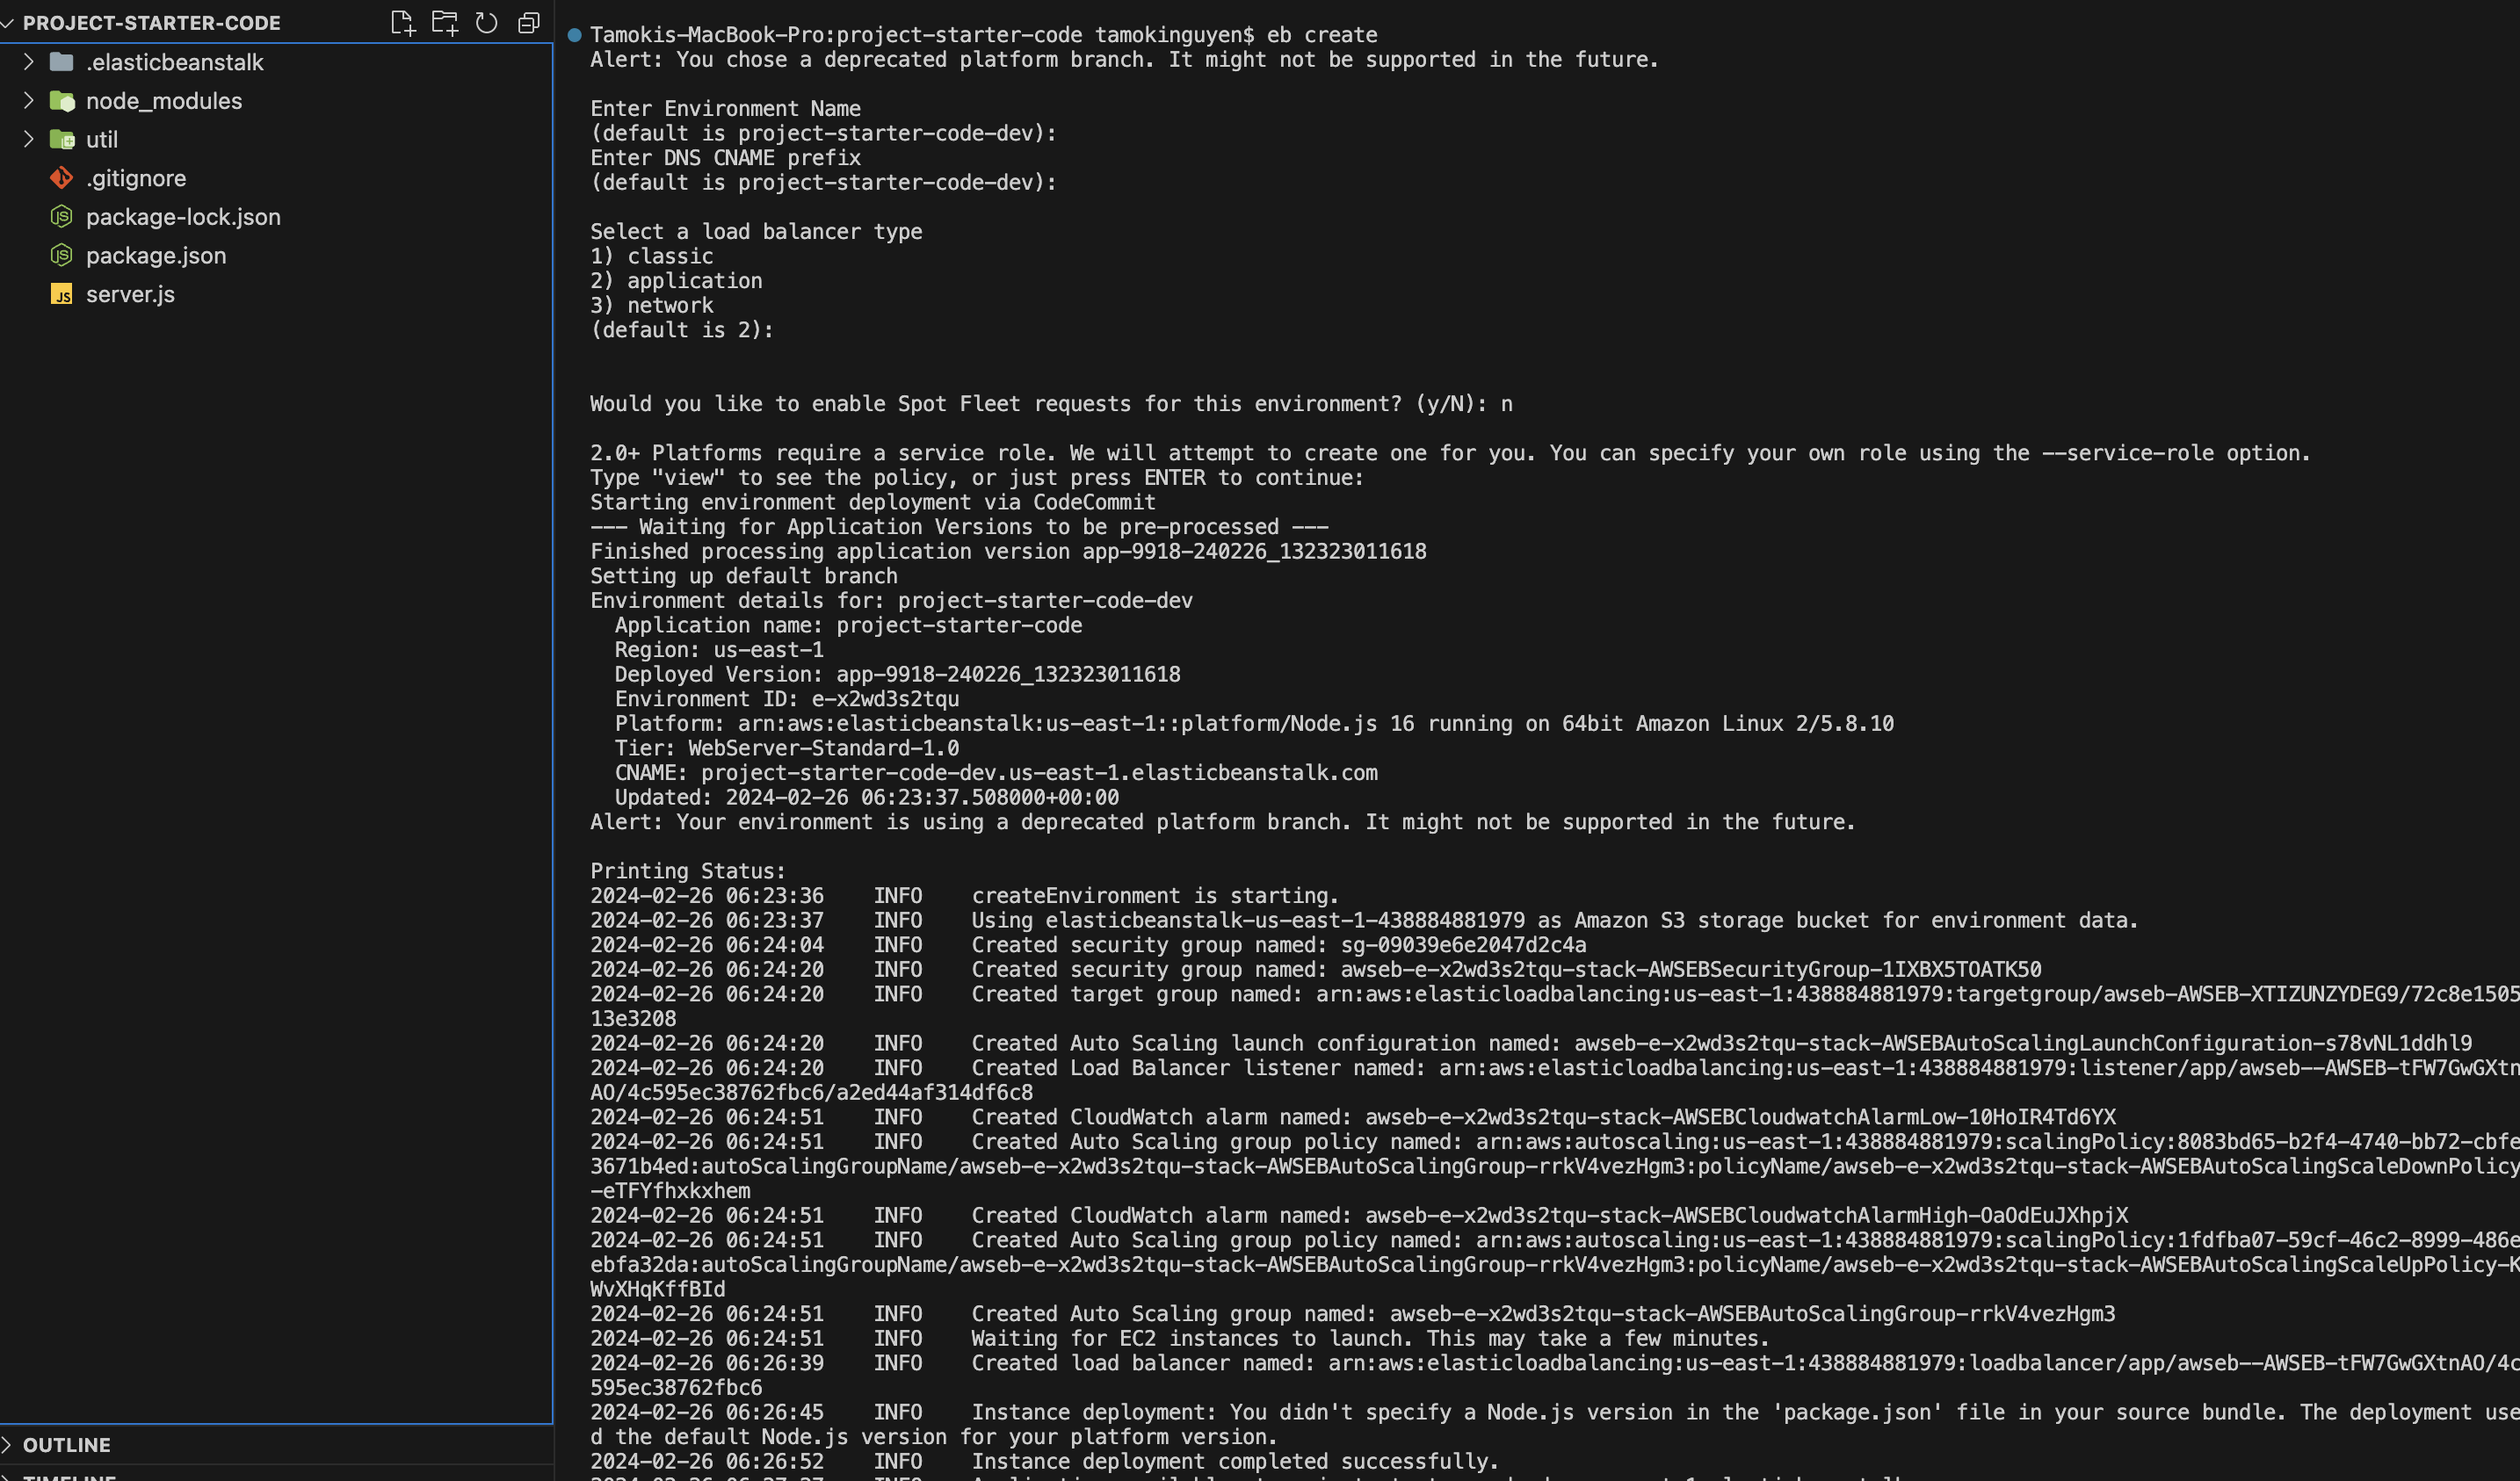 PROJECT-STARTER-CODE
.elasticbeanstalk
node_modules
util
.gitignore
package-lock.json
package.json
server.js
OUTLINE
TIMELINE
Tamokis-MacBook-Pro:project-starter-code tamokinguyen$ eb create
Alert: You chose a deprecated platform branch. It might not be supported in the future.
Enter Environment Name
(default is project-starter-code-dev):
Enter DNS CNAME prefix
(default is project-starter-code-dev):
Select a load balancer type
1) classic
2) application
3) network
(default is 2):
Would you like to enable Spot Fleet requests for this environment? (y/N): n
2.0+ Platforms require a service role. We will attempt to create one for you. You can specify your own role using the --service-role option.
Type "view" to see the policy, or just press ENTER to continue:
Starting environment deployment via CodeCommit
--- Waiting for Application Versions to be pre-processed ---
Finished processing application version app-9918-240226_132323011618
Setting up default branch
Environment details for: project-starter-code-dev
Application name: project-starter-code
Region: us-east-1
Deployed Version: app-9918-240226_132323011618
Environment ID: e-x2wd3s2tqu
Platform: arn:aws:elasticbeanstalk:us-east-1::platform/Node.js 16 running on 64bit Amazon Linux 2/5.8.10
Tier: WebServer-Standard-1.0
CNAME: project-starter-code-dev.us-east-1.elasticbeanstalk.com
Updated: 2024-02-26 06:23:37.508000+00:00
Alert: Your environment is using a deprecated platform branch. It might not be supported in the future.
Printing Status:
2024-02-26 06:23:36    INFO    createEnvironment is starting.
2024-02-26 06:23:37    INFO    Using elasticbeanstalk-us-east-1-438884881979 as Amazon S3 storage bucket for environment data.
2024-02-26 06:24:04    INFO    Created security group named: sg-09039e6e2047d2c4a
2024-02-26 06:24:20    INFO    Created security group named: awseb-e-x2wd3s2tqu-stack-AWSEBSecurityGroup-1IXBX5TOATK50
2024-02-26 06:24:20    INFO    Created target group named: arn:aws:elasticloadbalancing:us-east-1:438884881979:targetgroup/awseb-AWSEB-XTIZUNZYDEG9/72c8e1505
13e3208
2024-02-26 06:24:20    INFO    Created Auto Scaling launch configuration named: awseb-e-x2wd3s2tqu-stack-AWSEBAutoScalingLaunchConfiguration-s78vNL1ddhl9
2024-02-26 06:24:20    INFO    Created Load Balancer listener named: arn:aws:elasticloadbalancing:us-east-1:438884881979:listener/app/awseb--AWSEB-tFW7GwGXtn
AO/4c595ec38762fbc6/a2ed44af314df6c8
2024-02-26 06:24:51    INFO    Created CloudWatch alarm named: awseb-e-x2wd3s2tqu-stack-AWSEBCloudwatchAlarmLow-10HoIR4Td6YX
2024-02-26 06:24:51    INFO    Created Auto Scaling group policy named: arn:aws:autoscaling:us-east-1:438884881979:scalingPolicy:8083bd65-b2f4-4740-bb72-cbfe
3671b4ed:autoScalingGroupName/awseb-e-x2wd3s2tqu-stack-AWSEBAutoScalingGroup-rrkV4vezHgm3:policyName/awseb-e-x2wd3s2tqu-stack-AWSEBAutoScalingScaleDownPolicy
-eTFYfhxkxhem
2024-02-26 06:24:51    INFO    Created CloudWatch alarm named: awseb-e-x2wd3s2tqu-stack-AWSEBCloudwatchAlarmHigh-OaOdEuJXhpjX
2024-02-26 06:24:51    INFO    Created Auto Scaling group policy named: arn:aws:autoscaling:us-east-1:438884881979:scalingPolicy:1fdfba07-59cf-46c2-8999-486e
ebfa32da:autoScalingGroupName/awseb-e-x2wd3s2tqu-stack-AWSEBAutoScalingGroup-rrkV4vezHgm3:policyName/awseb-e-x2wd3s2tqu-stack-AWSEBAutoScalingScaleUpPolicy-K
WvXHqKffBId
2024-02-26 06:24:51    INFO    Created Auto Scaling group named: awseb-e-x2wd3s2tqu-stack-AWSEBAutoScalingGroup-rrkV4vezHgm3
2024-02-26 06:24:51    INFO    Waiting for EC2 instances to launch. This may take a few minutes.
2024-02-26 06:26:39    INFO    Created load balancer named: arn:aws:elasticloadbalancing:us-east-1:438884881979:loadbalancer/app/awseb--AWSEB-tFW7GwGXtnAO/4c
595ec38762fbc6
2024-02-26 06:26:45    INFO    Instance deployment: You didn't specify a Node.js version in the 'package.json' file in your source bundle. The deployment use
d the default Node.js version for your platform version.
2024-02-26 06:26:52    INFO    Instance deployment completed successfully.